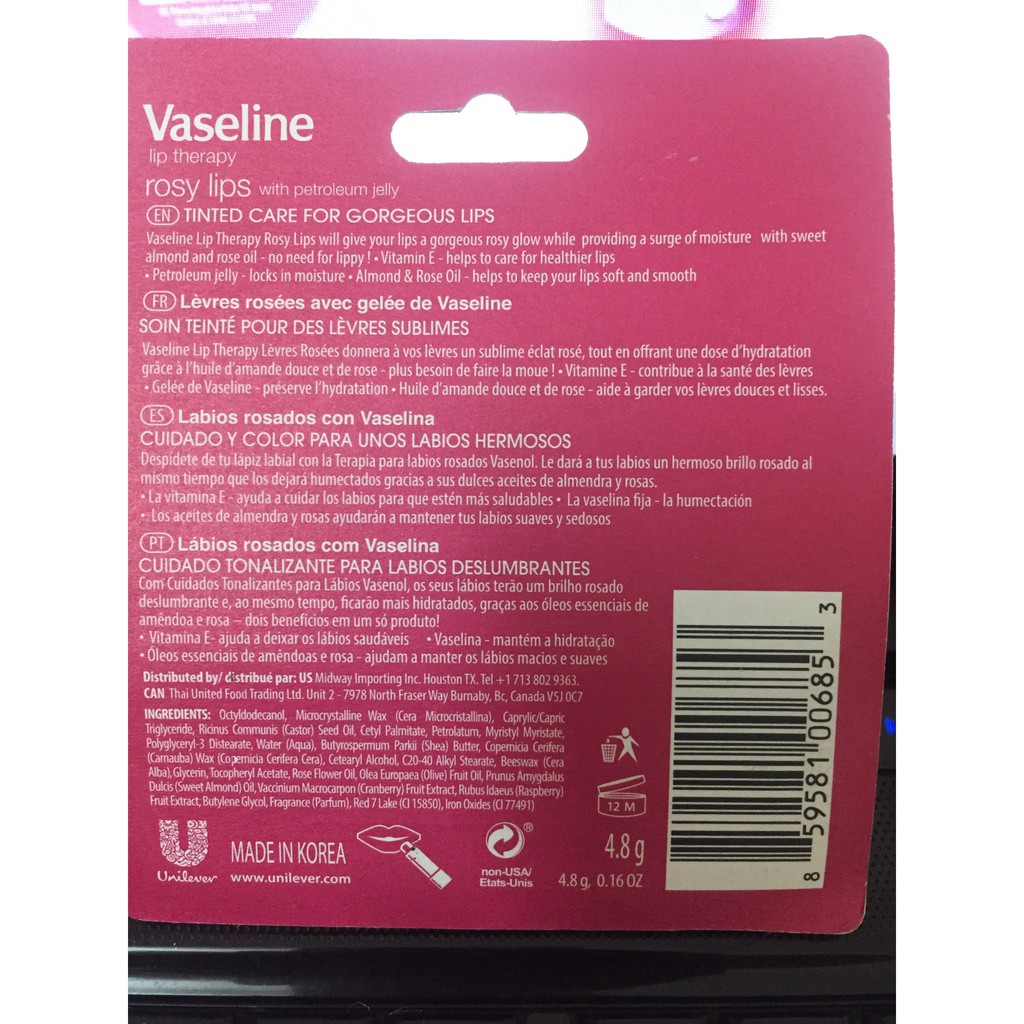 Vaseline
lip therapy
rosy lips with petroleum jelly
EN TINTED CARE FOR GORGEOUS LIPS
Vaseline Lip Therapy Rosy Lips will give your lips a gorgeous rosy glow while providing a surge of moisture with sweet
almond and rose oil - no need for lippy ! • Vitamin E - helps to care for healthier lips
• Petroleum jelly - locks in moisture • Almond & Rose Oil - helps to keep your lips soft and smooth
FR Lèvres rosées avec gelée de Vaseline
SOIN TEINTÉ POUR DES LÈVRES SUBLIMES
Vaseline Lip Therapy Lèvres Rosées donnera à vos lèvres un sublime éclat rosé, tout en offrant une dose d'hydratation
grâce à l'huile d'amande douce et de rose - plus besoin de faire la moue ! • Vitamine E - contribue à la santé des lèvres
• Gelée de Vaseline - préserve l'hydratation • Huile d'amande douce et de rose - aide à garder vos lèvres douces et lisses.
ES Labios rosados con Vaselina
CUIDADO Y COLOR PARA UNOS LABIOS HERMOSOS
Despídete de tu lápiz labial con la Terapia para labios rosados Vasenol. Le dará a tus labios un hermoso brillo rosado al
mismo tiempo que los dejará humectados gracias a sus dulces aceites de almendra y rosas.
• La vitamina E - ayuda a cuidar los labios para que estén más saludables • La vaselina fija - la humectación
• Los aceites de almendra y rosas ayudarán a mantener tus labios suaves y sedosos
PT Lábios rosados com Vaselina
CUIDADO TONALIZANTE PARA LABIOS DESLUMBRANTES
Com Cuidados Tonalizantes para Lábios Vasenol, os seus lábios terão um brilho rosado
deslumbrante e, ao mesmo tempo, ficarão mais hidratados, graças aos óleos essenciais de
amêndoa e rosa – dois benefícios em um só produto!
• Vitamina E- ajuda a deixar os lábios saudáveis • Vaselina - mantém a hidratação
• Óleos essenciais de amêndoas e rosa - ajudam a manter os lábios macios e suaves
Distributed by/ distribué par: US Midway Importing Inc. Houston TX. Tel +1 713 802 9363.
CAN Thai United Food Trading Ltd. Unit 2 - 7978 North Fraser Way Burnaby, Bc, Canada V5J 0C7
INGREDIENTS: Octyldodecanol, Microcrystalline Wax (Cera Microcristallina), Caprylic/Capric
Triglyceride, Ricinus Communis (Castor) Seed Oil, Cetyl Palmitate, Petrolatum, Myristyl Myristate,
Polyglyceryl-3 Distearate, Water (Aqua), Butyrospermum Parkii (Shea) Butter, Copernicia Cerifera
(Carnauba) Wax (Copernicia Cerifera Cera), Cetearyl Alcohol, C20-40 Alkyl Stearate, Beeswax (Cera
Alba), Glycerin, Tocopheryl Acetate, Rose Flower Oil, Olea Europaea (Olive) Fruit Oil, Prunus Amygdalus
Dulcis (Sweet Almond) Oil, Vaccinium Macrocarpon (Cranberry) Fruit Extract, Rubus Idaeus (Raspberry)
Fruit Extract, Butylene Glycol, Fragrance (Parfum), Red 7 Lake (CI 15850), Iron Oxides (CI 77491)
12 M
8 59581 00685 3
Unilever
MADE IN KOREA
www.unilever.com
®
non-USA/
Etats-Unis
4.8 g
4.8 g, 0.16 OZ